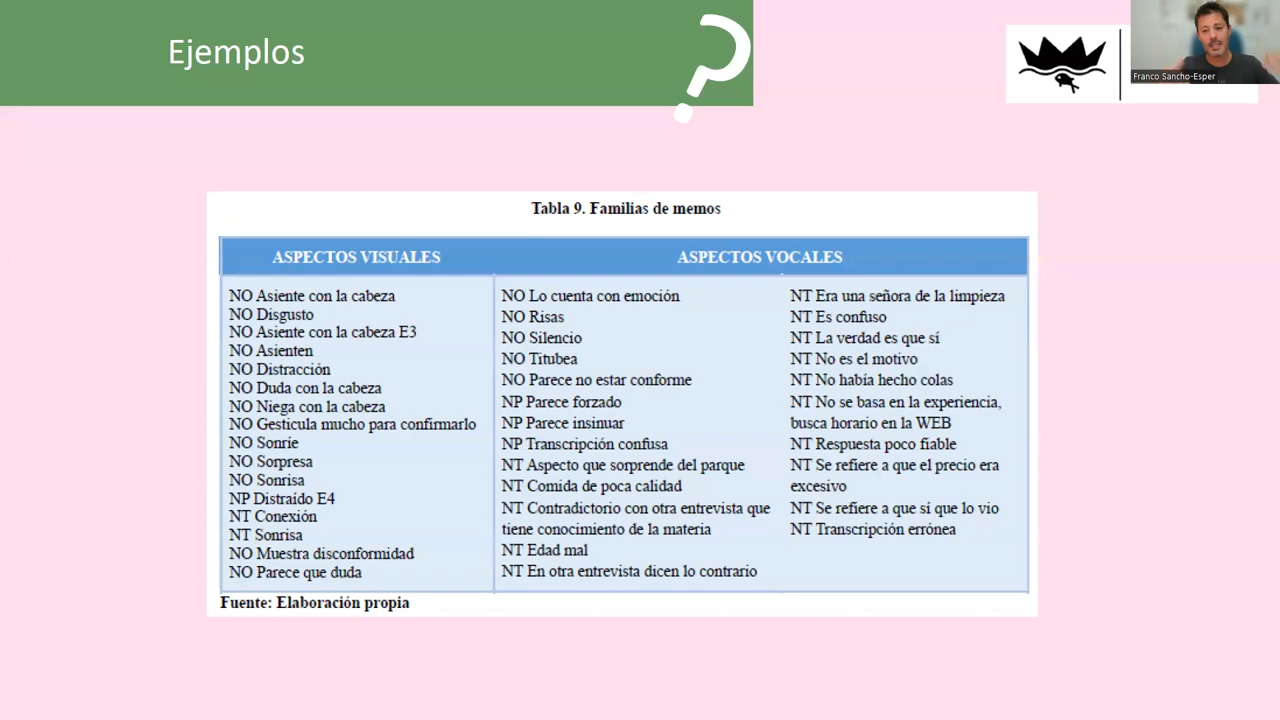 Ejemplos
?
Franco Sancho-Esper
Tabla 9. Familias de memos
ASPECTOS VISUALES
ASPECTOS VOCALES
NO Asiente con la cabeza
NO Disgusto
NO Asiente con la cabeza E3
NO Asienten
NO Distracción
NO Duda con la cabeza
NO Niega con la cabeza
NO Gesticula mucho para confirmarlo
NO Sonríe
NO Sorpresa
NO Sonrisa
NP Distraído E4
NT Conexión
NT Sonrisa
NO Muestra disconformidad
NO Parece que duda
NO Lo cuenta con emoción
NO Risas
NO Silencio
NO Titubea
NO Parece no estar conforme
NP Parece forzado
NP Parece insinuar
NP Transcripción confusa
NT Aspecto que sorprende del parque
NT Comida de poca calidad
NT Contradictorio con otra entrevista que
tiene conocimiento de la materia
NT Edad mal
NT En otra entrevista dicen lo contrario
NT Era una señora de la limpieza
NT Es confuso
NT La verdad es que sí
NT No es el motivo
NT No había hecho colas
NT No se basa en la experiencia,
busca horario en la WEB
NT Respuesta poco fiable
NT Se refiere a que el precio era
excesivo
NT Se refiere a que sí que lo vio
NT Transcripción errónea
Fuente: Elaboración propia